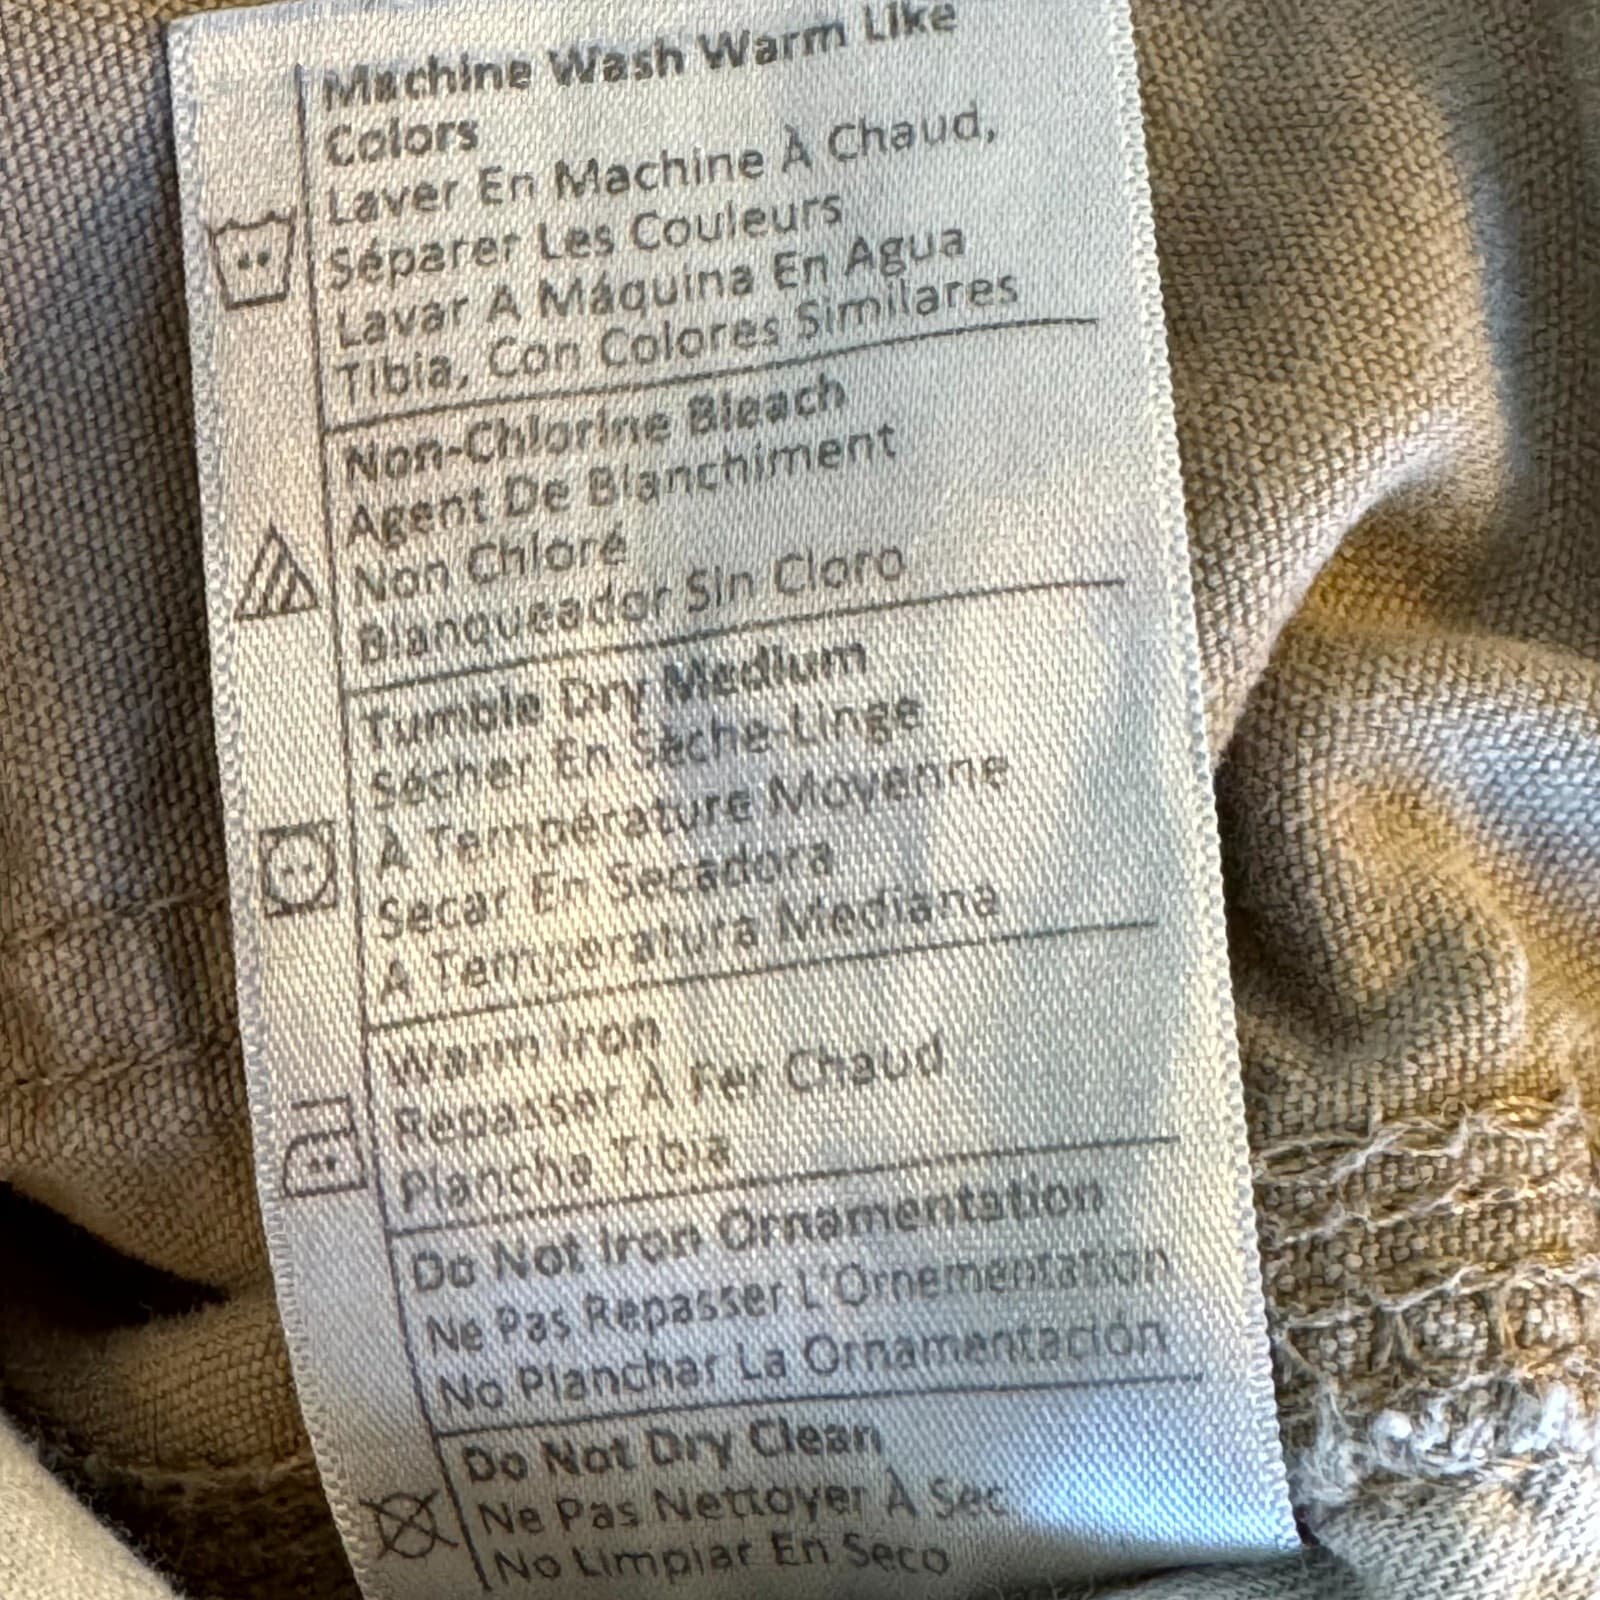 Machine Wash Warm Like
Colors
Laver En Machine À Chaud,
Séparer Les Couleurs
Lavar A Máquina En Agua
Tibia, Con Colores Similares
Non-Chlorine Bleach
Agent De Blanchiment
Non Chloré
Blanqueador Sin Cloro
Tumble Dry Medium
Sécher En Sèche-Linge
À Température Moyenne
Secar En Secadora
A Temperatura Mediana
Warm Iron
Repasser À Fer Chaud
Plancha Tibia
Do Not Iron Ornamentation
Ne Pas Repasser L'Ornementation
No Planchar La Ornamentación
Do Not Dry Clean
Ne Pas Nettoyer À Sec
No Limpiar En Seco